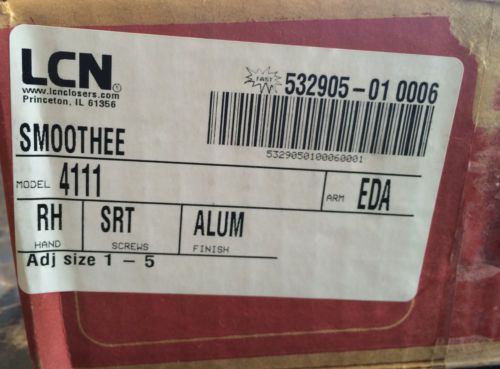 LCN®
www.lcnclosers.com
Princeton, IL 61356
FAST 532905-01 0006
5329050100060001
SMOOTHEE
MODEL 4111 ARM EDA
RH SRT ALUM
HAND SCREWS FINISH
Adj size 1 - 5